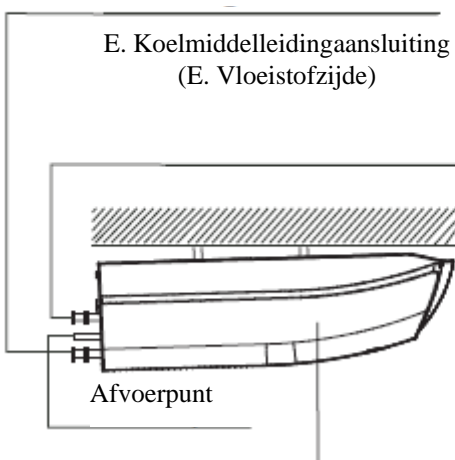 E. Koelmiddelleidingaansluiting
(E. Vloeistofzijde)
Afvoerpunt